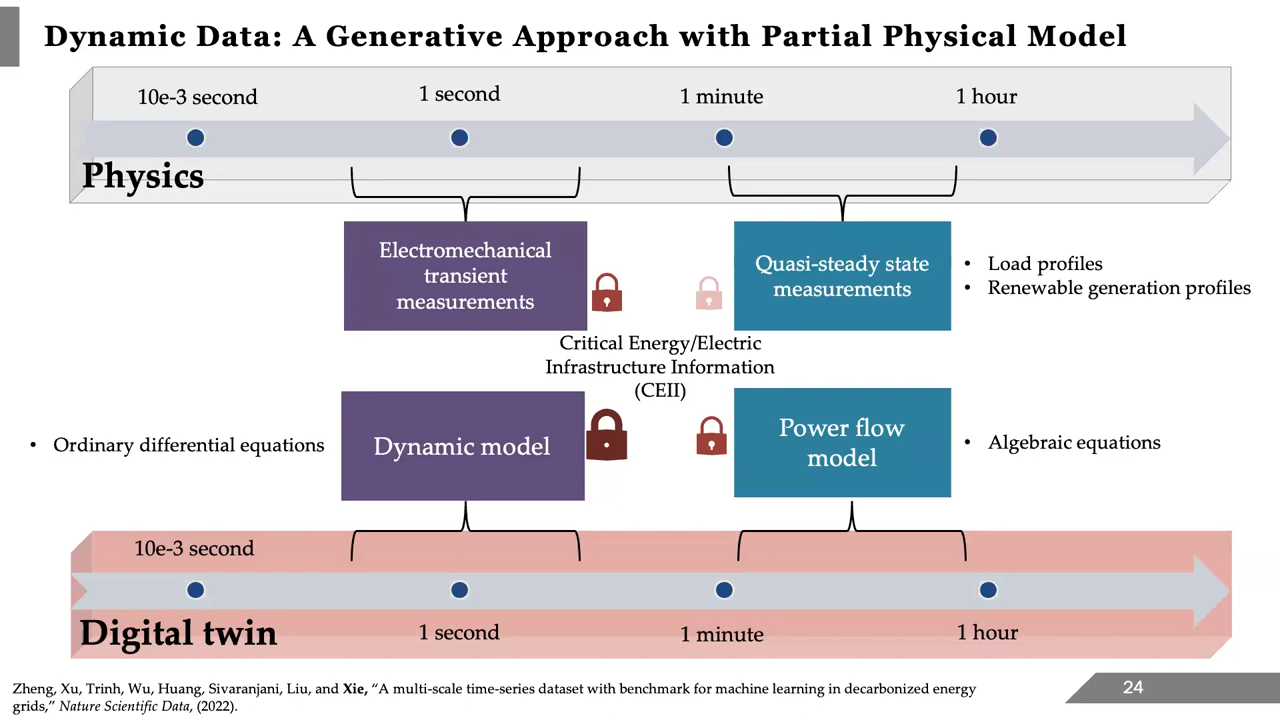 Dynamic Data: A Generative Approach with Partial Physical Model
10e-3 second
1 second
1 minute
1 hour
Physics
Electromechanical
transient
measurements
Quasi-steady state
measurements
• Load profiles
• Renewable generation profiles
Critical Energy/Electric
Infrastructure Information
(CEII)
• Ordinary differential equations
Dynamic model
Power flow
model
• Algebraic equations
10e-3 second
Digital twin
1 second
1 minute
1 hour
Zheng, Xu, Trinh, Wu, Huang, Sivaranjani, Liu, and Xie, “A multi-scale time-series dataset with benchmark for machine learning in decarbonized energy
grids,” Nature Scientific Data, (2022).
24